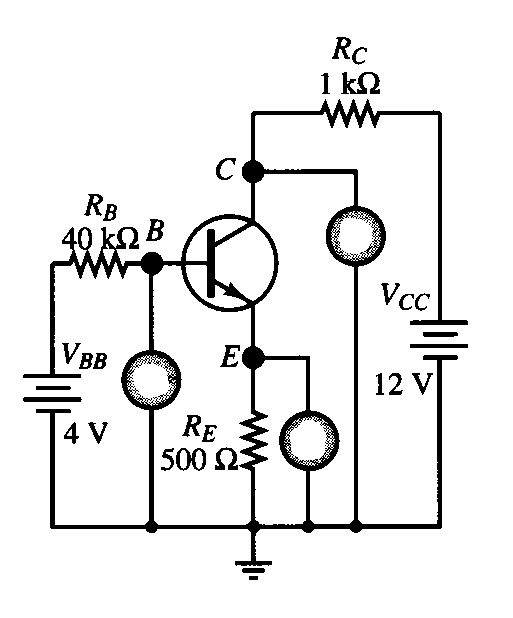 R_C
1 kΩ
C
R_B
40 kΩ B
V_CC
V_BB
E
12 V
4 V
R_E
500 Ω